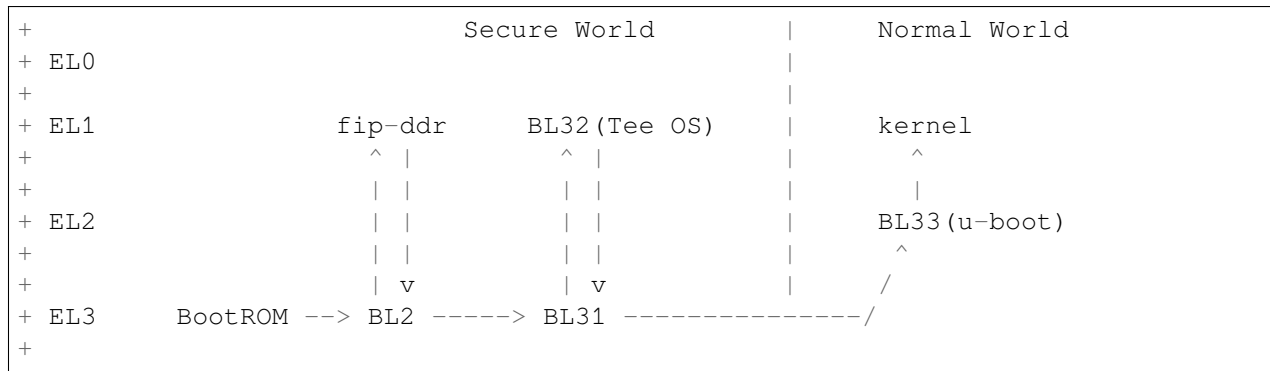 +                         Secure World       |     Normal World
+ EL0                                        |
+                                            |
+ EL1               fip-ddr    BL32(Tee OS)  |     kernel
+                     ^ |        ^ |         |       ^
+                     | |        | |         |       |
+ EL2                 | |        | |         |     BL33(u-boot)
+                     | |        | |         |      ^
+                     | v        | v         |     /
+ EL3      BootROM --> BL2 -----> BL31 ---------------/
+